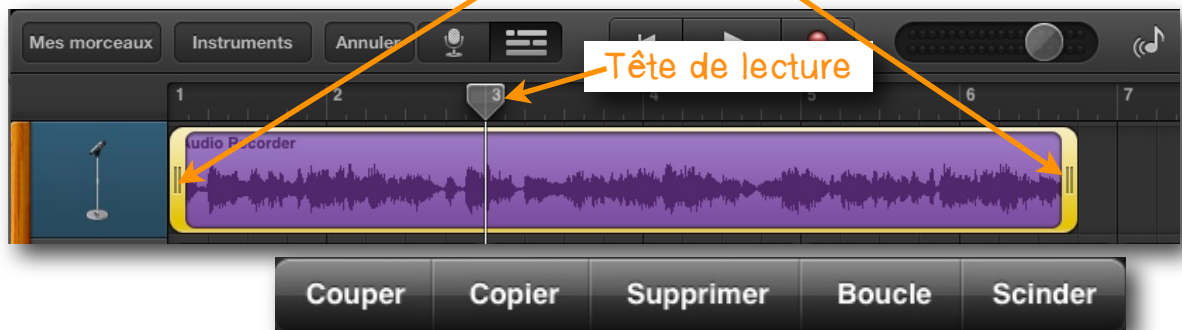 Mes morceaux Instruments Annuler
Tête de lecture
1 2 3 4 5 6 7
Audio Recorder
Couper Copier Supprimer Boucle Scinder